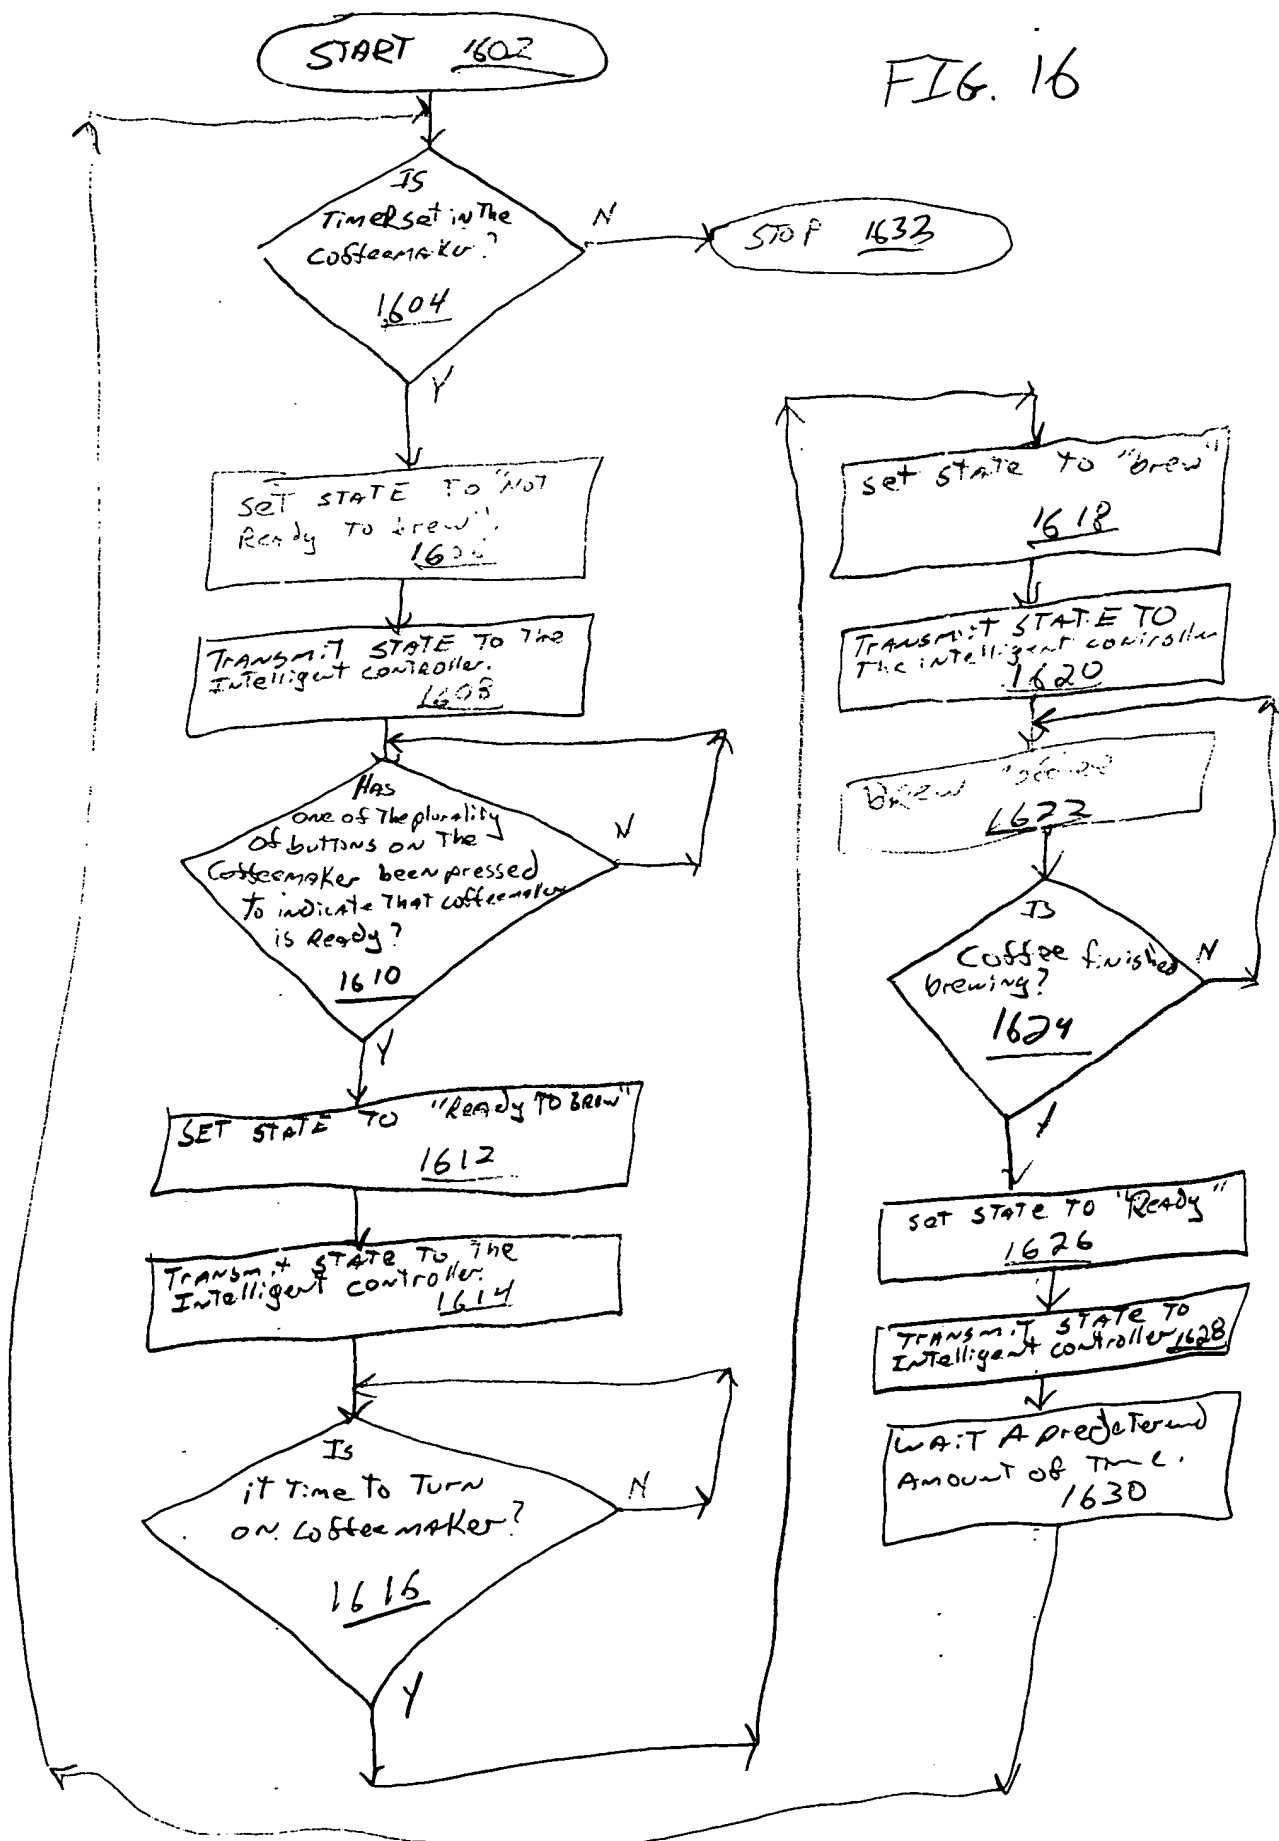 START 1602
FIG. 16
Is
Timer set in the
coffeemaker?
1604
N
STOP 1633
Y
Set STATE TO "NOT
Ready To brew".
Transmit STATE TO The
Intelligent controller.
1608
Has
one of The plurality
of buttons on The
Coffeemaker been pressed
To indicate That coffeemaker
is Ready?
1610
N
Y
SET STATE TO "Ready TO BREW"
1612
Transmit STATE TO The
Intelligent controller.
1614
Is
it Time to Turn
on coffeemaker?
1616
N
Y
set STATE TO "brew"
1618
Transmit STATE TO
The intelligent controller
1620
Brew coffee
1622
Is
Coffee finished
brewing?
1624
N
Y
set STATE TO "Ready"
1626
Transmit STATE TO
Intelligent controller 1628
WAIT A
Amount of Time.
1630